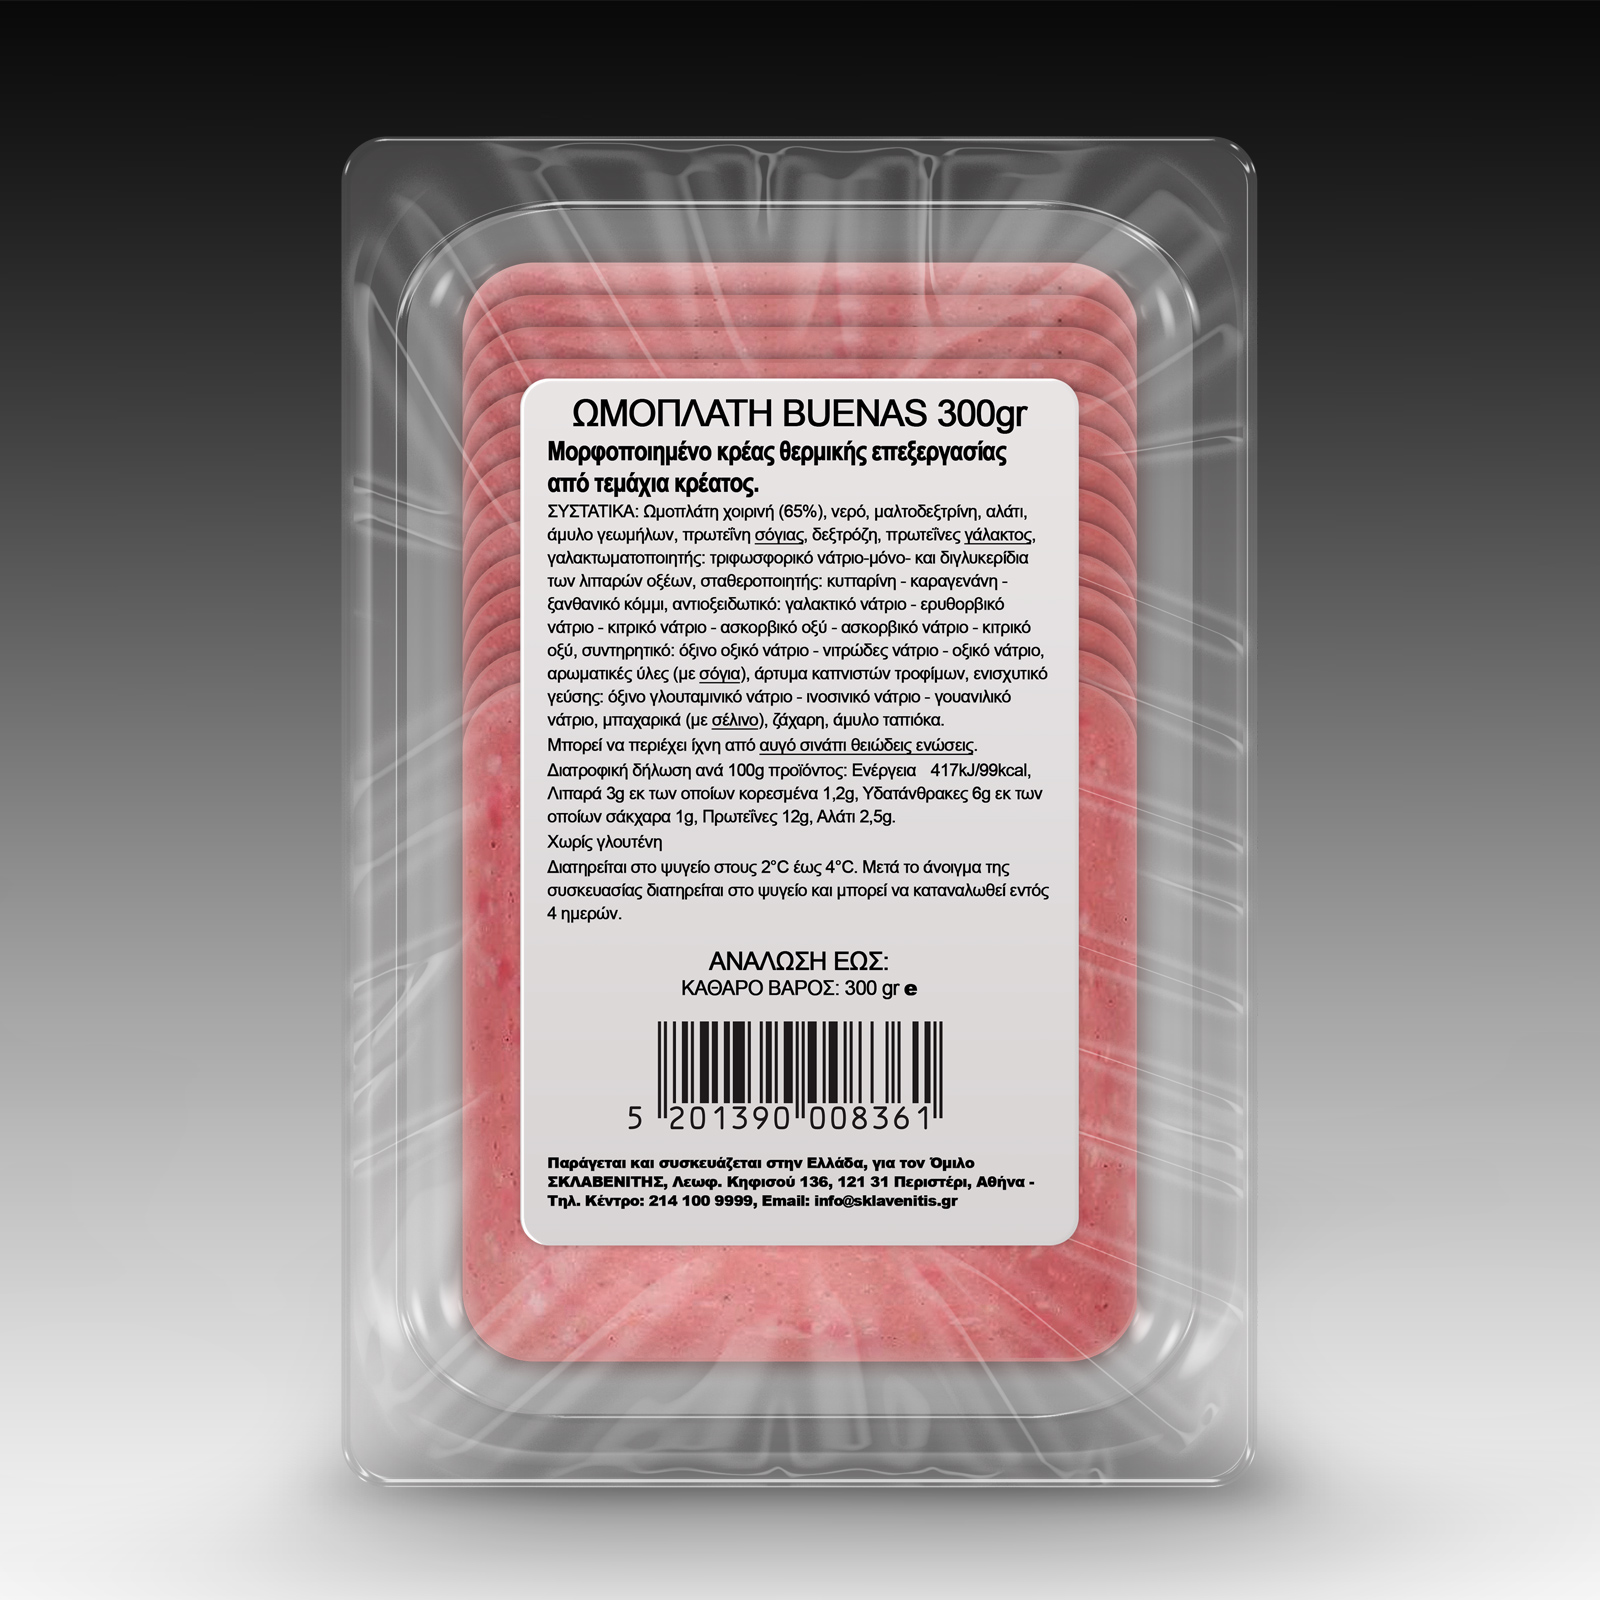 ΩΜΟΠΛΑΤΗ BUENAS 300gr
Μορφοποιημένο κρέας θερμικής επεξεργασίας
από τεμάχια κρέατος.
ΣΥΣΤΑΤΙΚΑ: Ωμοπλάτη χοιρινή (65%), νερό, μαλτοδεξτρίνη, αλάτι,
άμυλο γεωμήλων, πρωτεΐνη σόγιας, δεξτρόζη, πρωτεΐνες γάλακτος,
γαλακτωματοποιητής: τριφωσφορικό νάτριο-μόνο- και διγλυκερίδια
των λιπαρών οξέων, σταθεροποιητής: κυτταρίνη - καραγενάνη -
ξανθανικό κόμμι, αντιοξειδωτικό: γαλακτικό νάτριο - ερυθορβικό
νάτριο - κιτρικό νάτριο - ασκορβικό οξύ - ασκορβικό νάτριο - κιτρικό
οξύ, συντηρητικό: όξινο οξικό νάτριο - νιτρώδες νάτριο - οξικό νάτριο,
αρωματικές ύλες (με σόγια), άρτυμα καπνιστών τροφίμων, ενισχυτικό
γεύσης: όξινο γλουταμινικό νάτριο - ινοσινικό νάτριο - γουανιλικό
νάτριο, μπαχαρικά (με σέλινο), ζάχαρη, άμυλο ταπιόκα.
Μπορεί να περιέχει ίχνη από αυγό σινάπι θειώδεις ενώσεις.
Διατροφική δήλωση ανά 100g προϊόντος: Ενέργεια 417kJ/99kcal,
Λιπαρά 3g εκ των οποίων κορεσμένα 1,2g, Υδατάνθρακες 6g εκ των
οποίων σάκχαρα 1g, Πρωτεΐνες 12g, Αλάτι 2,5g.
Χωρίς γλουτένη
Διατηρείται στο ψυγείο στους 2°C έως 4°C. Μετά το άνοιγμα της
συσκευασίας διατηρείται στο ψυγείο και μπορεί να καταναλωθεί εντός
4 ημερών.
ΑΝΑΛΩΣΗ ΕΩΣ:
ΚΑΘΑΡΟ ΒΑΡΟΣ: 300 gr e
5 201390 008361
Παράγεται και συσκευάζεται στην Ελλάδα, για τον Όμιλο
ΣΚΛΑΒΕΝΙΤΗΣ, Λεωφ. Κηφισού 136, 121 31 Περιστέρι, Αθήνα -
Τηλ. Κέντρο: 214 100 9999, Email: info@sklavenitis.gr